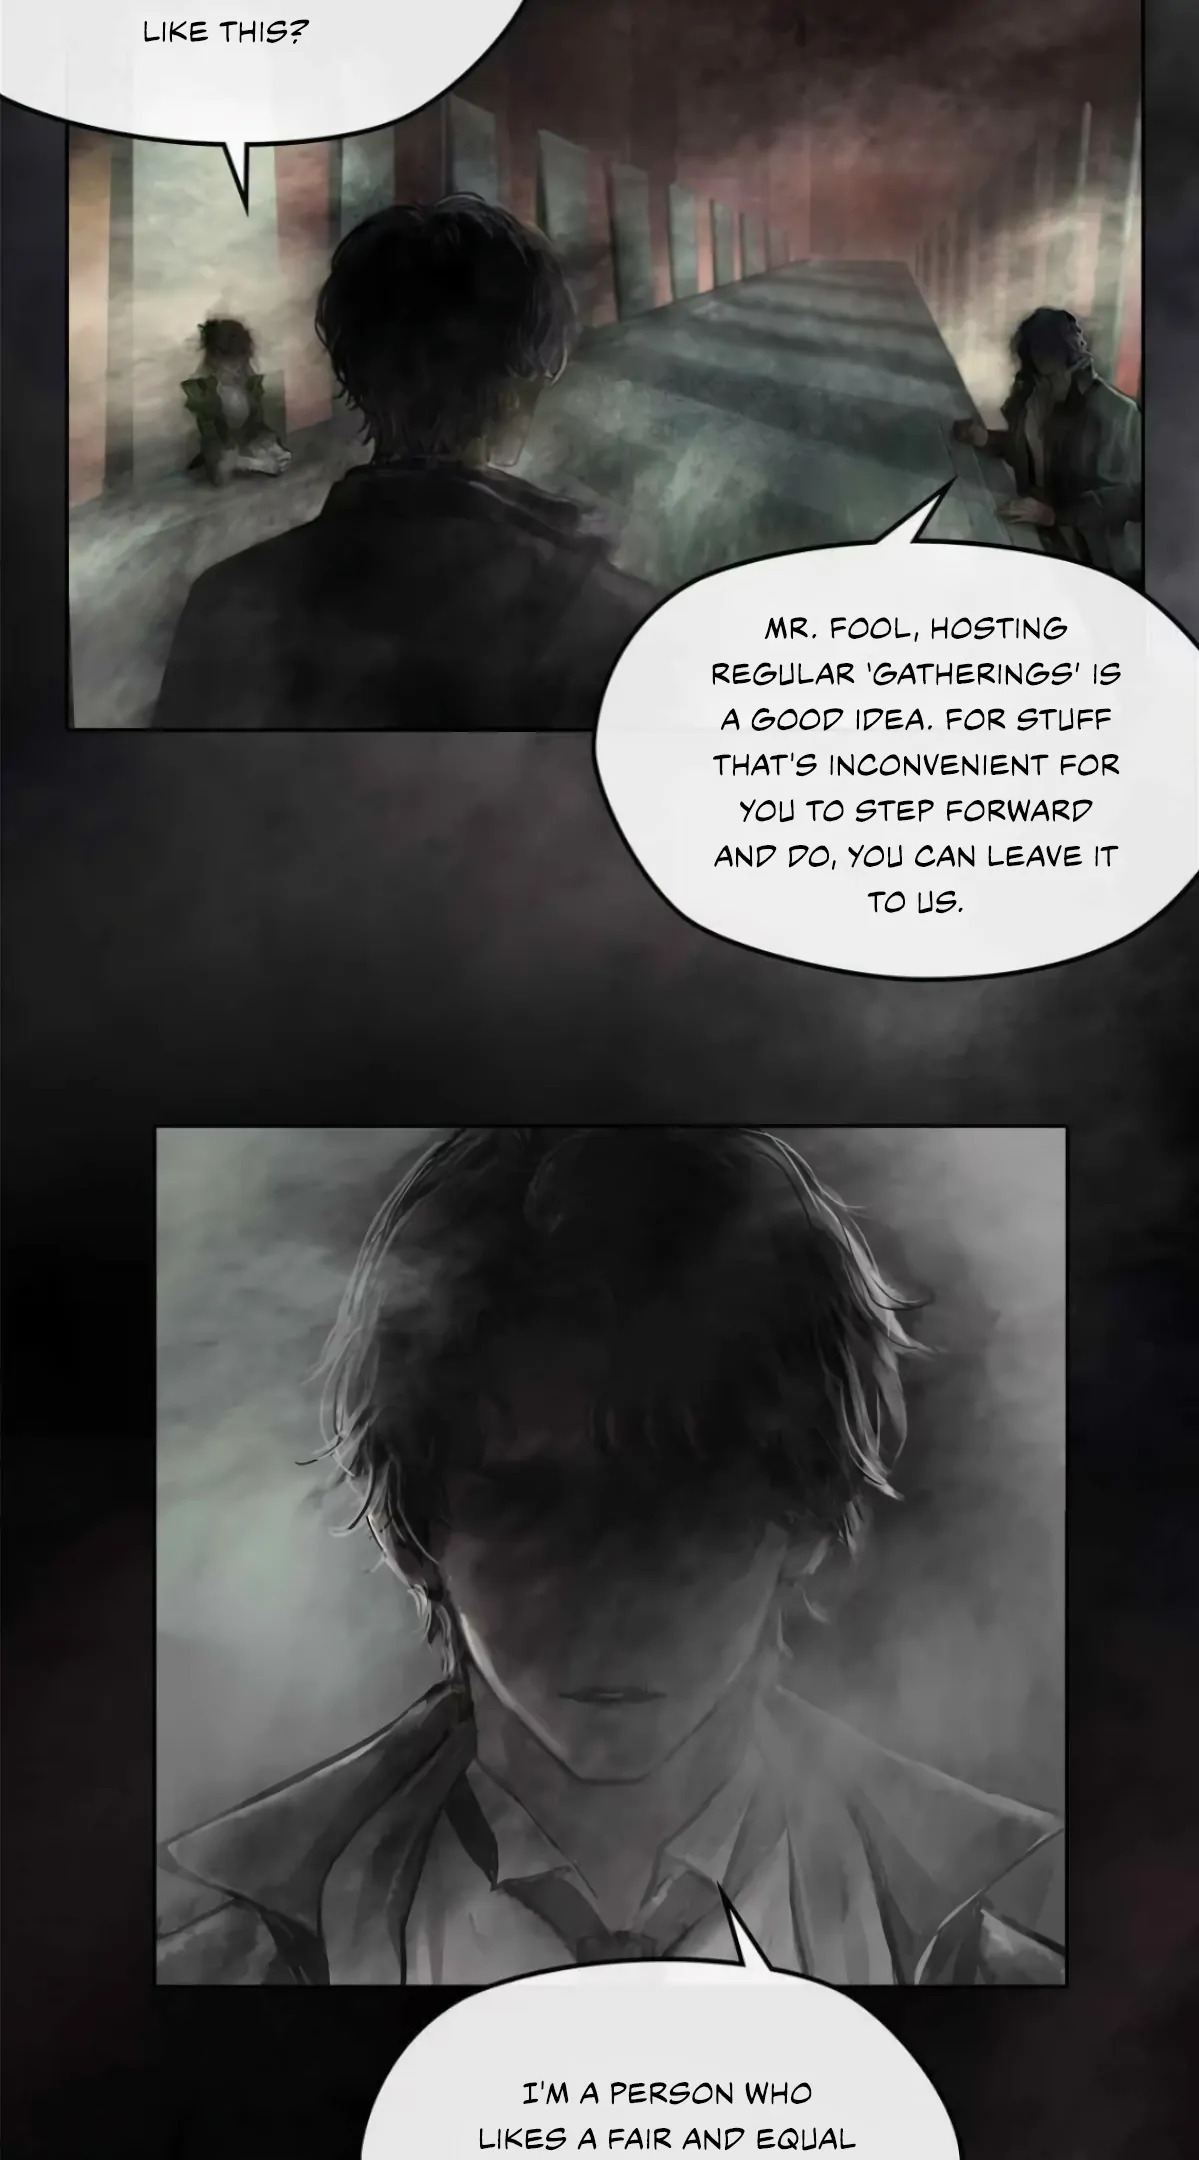 LIKE THIS?
MR. FOOL, HOSTING
REGULAR 'GATHERINGS' IS
A GOOD IDEA. FOR STUFF
THAT'S INCONVENIENT FOR
YOU TO STEP FORWARD
AND DO, YOU CAN LEAVE IT
TO US.
I'M A PERSON WHO
LIKES A FAIR AND EQUAL